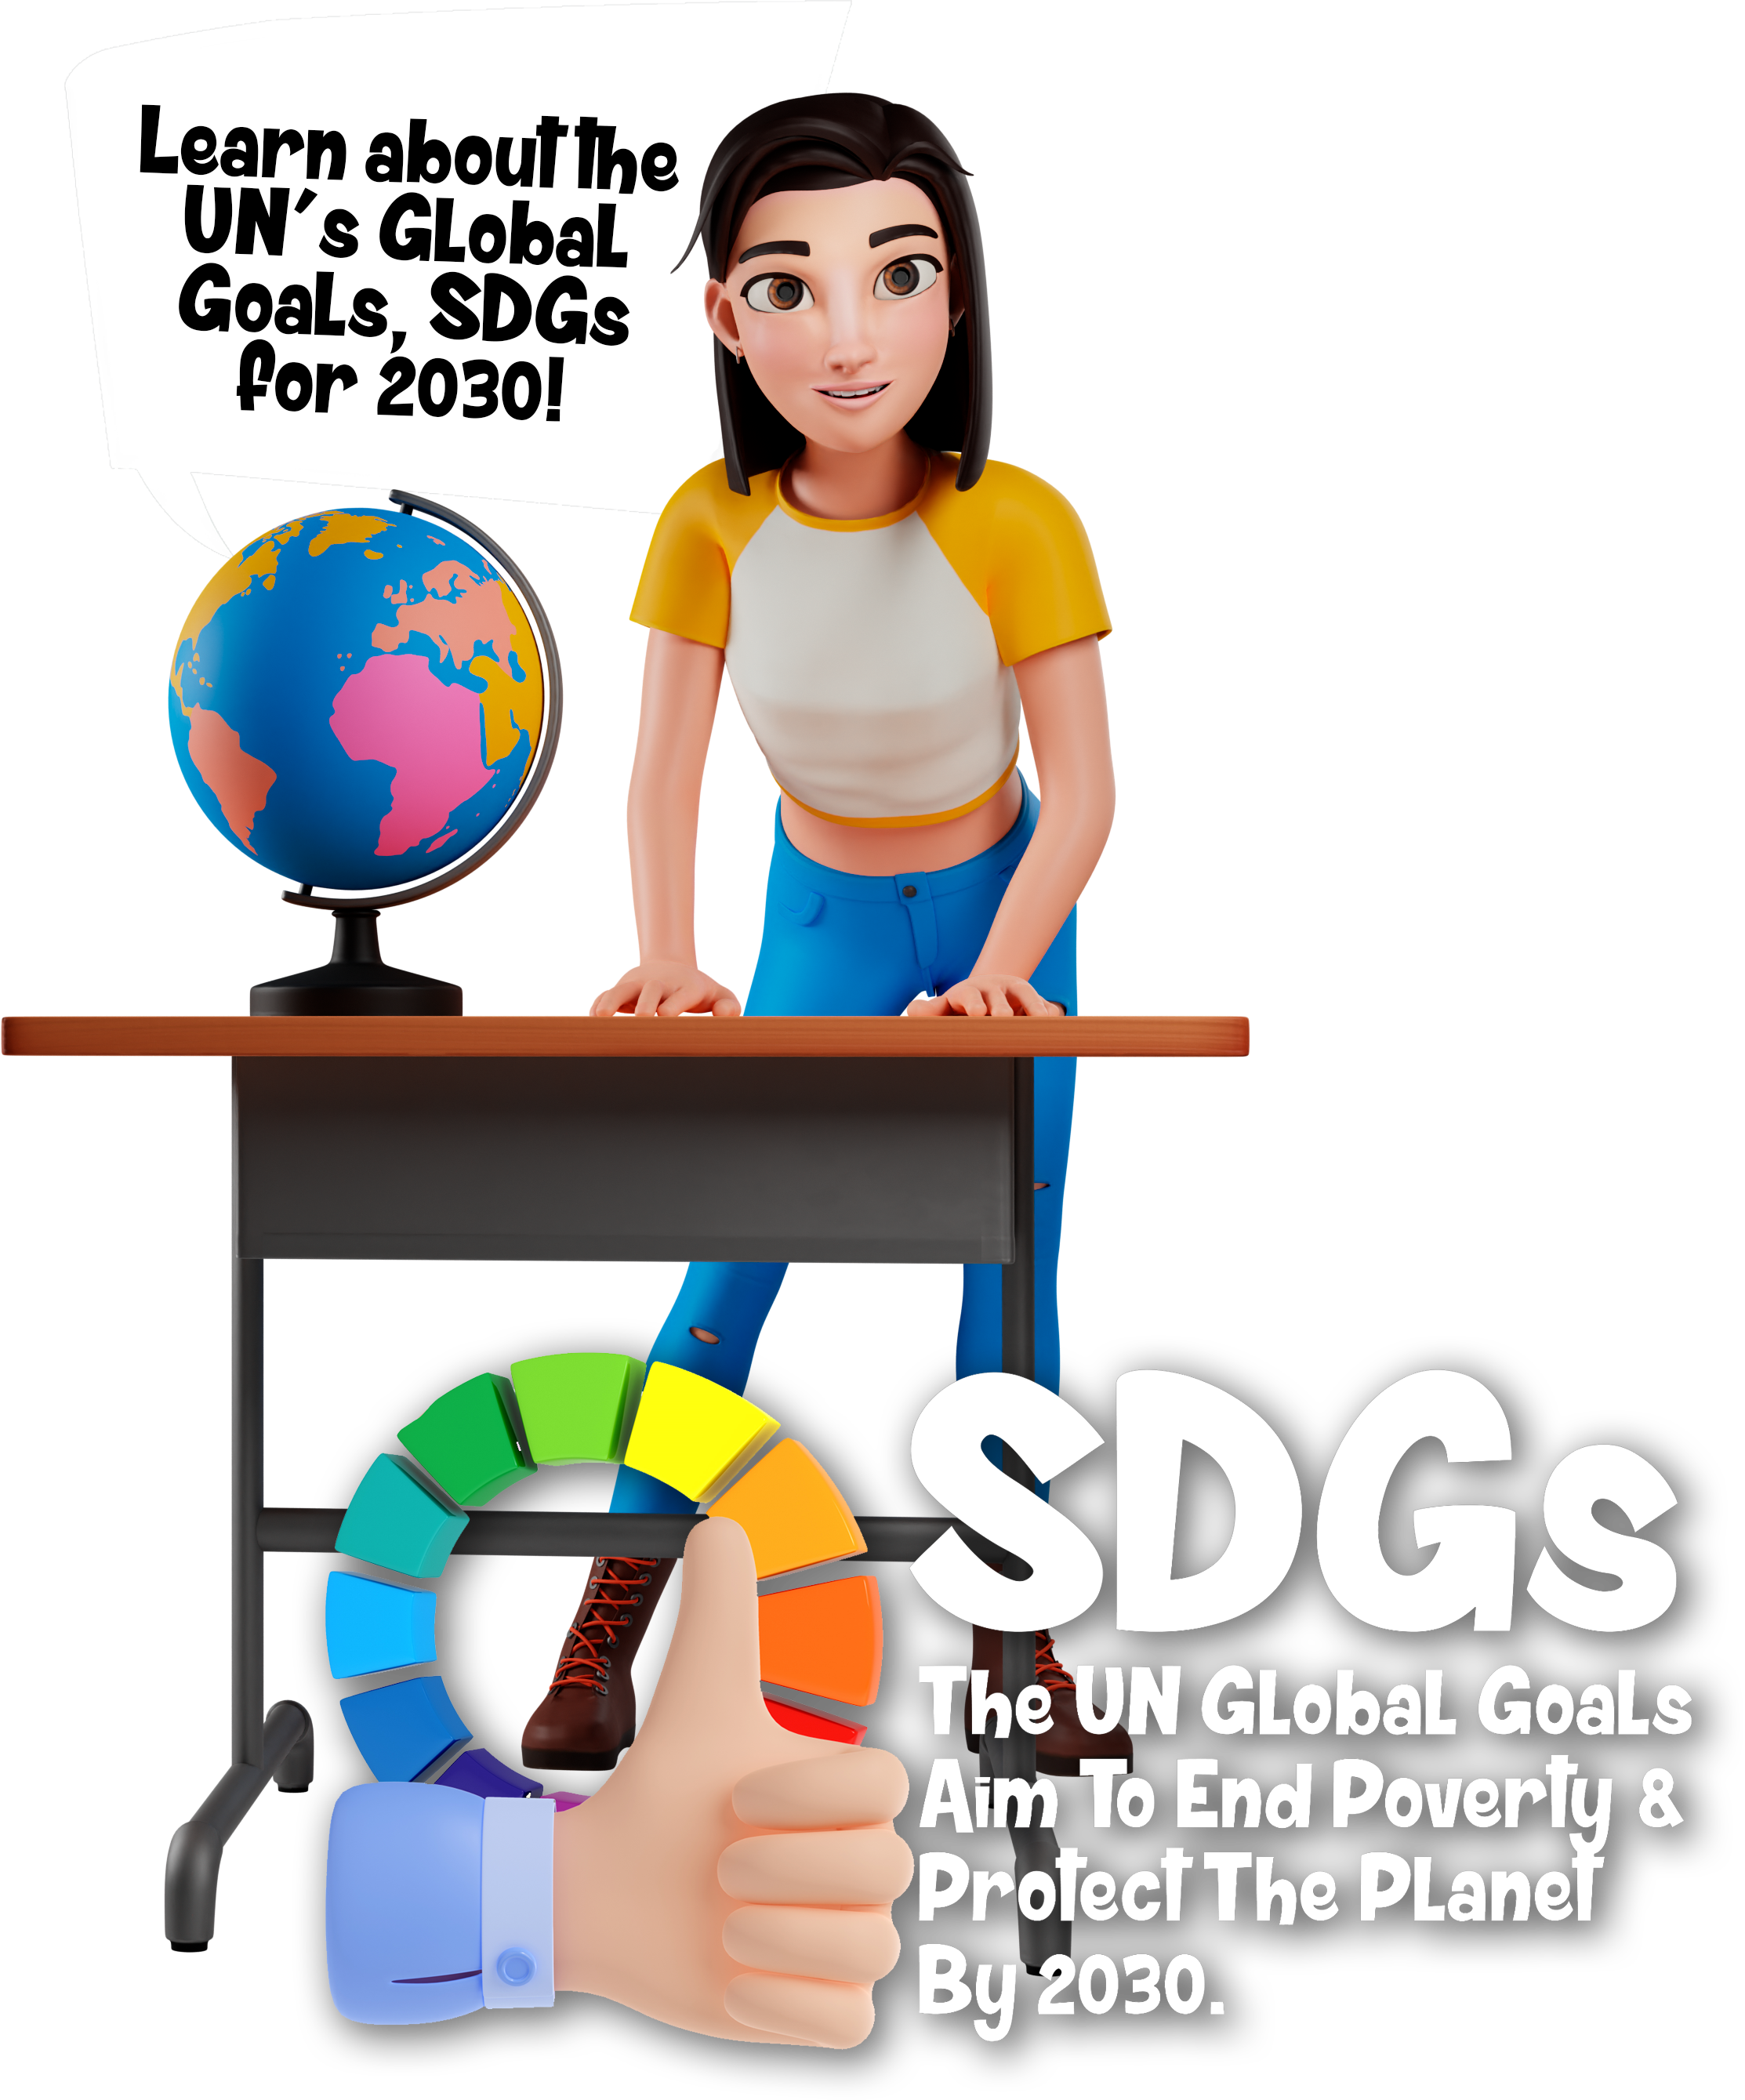 Learn about the
UN's Global
Goals, SDGs
for 2030!
SDGs
The UN Global Goals
Aim To End Poverty &
Protect The Planet
By 2030.